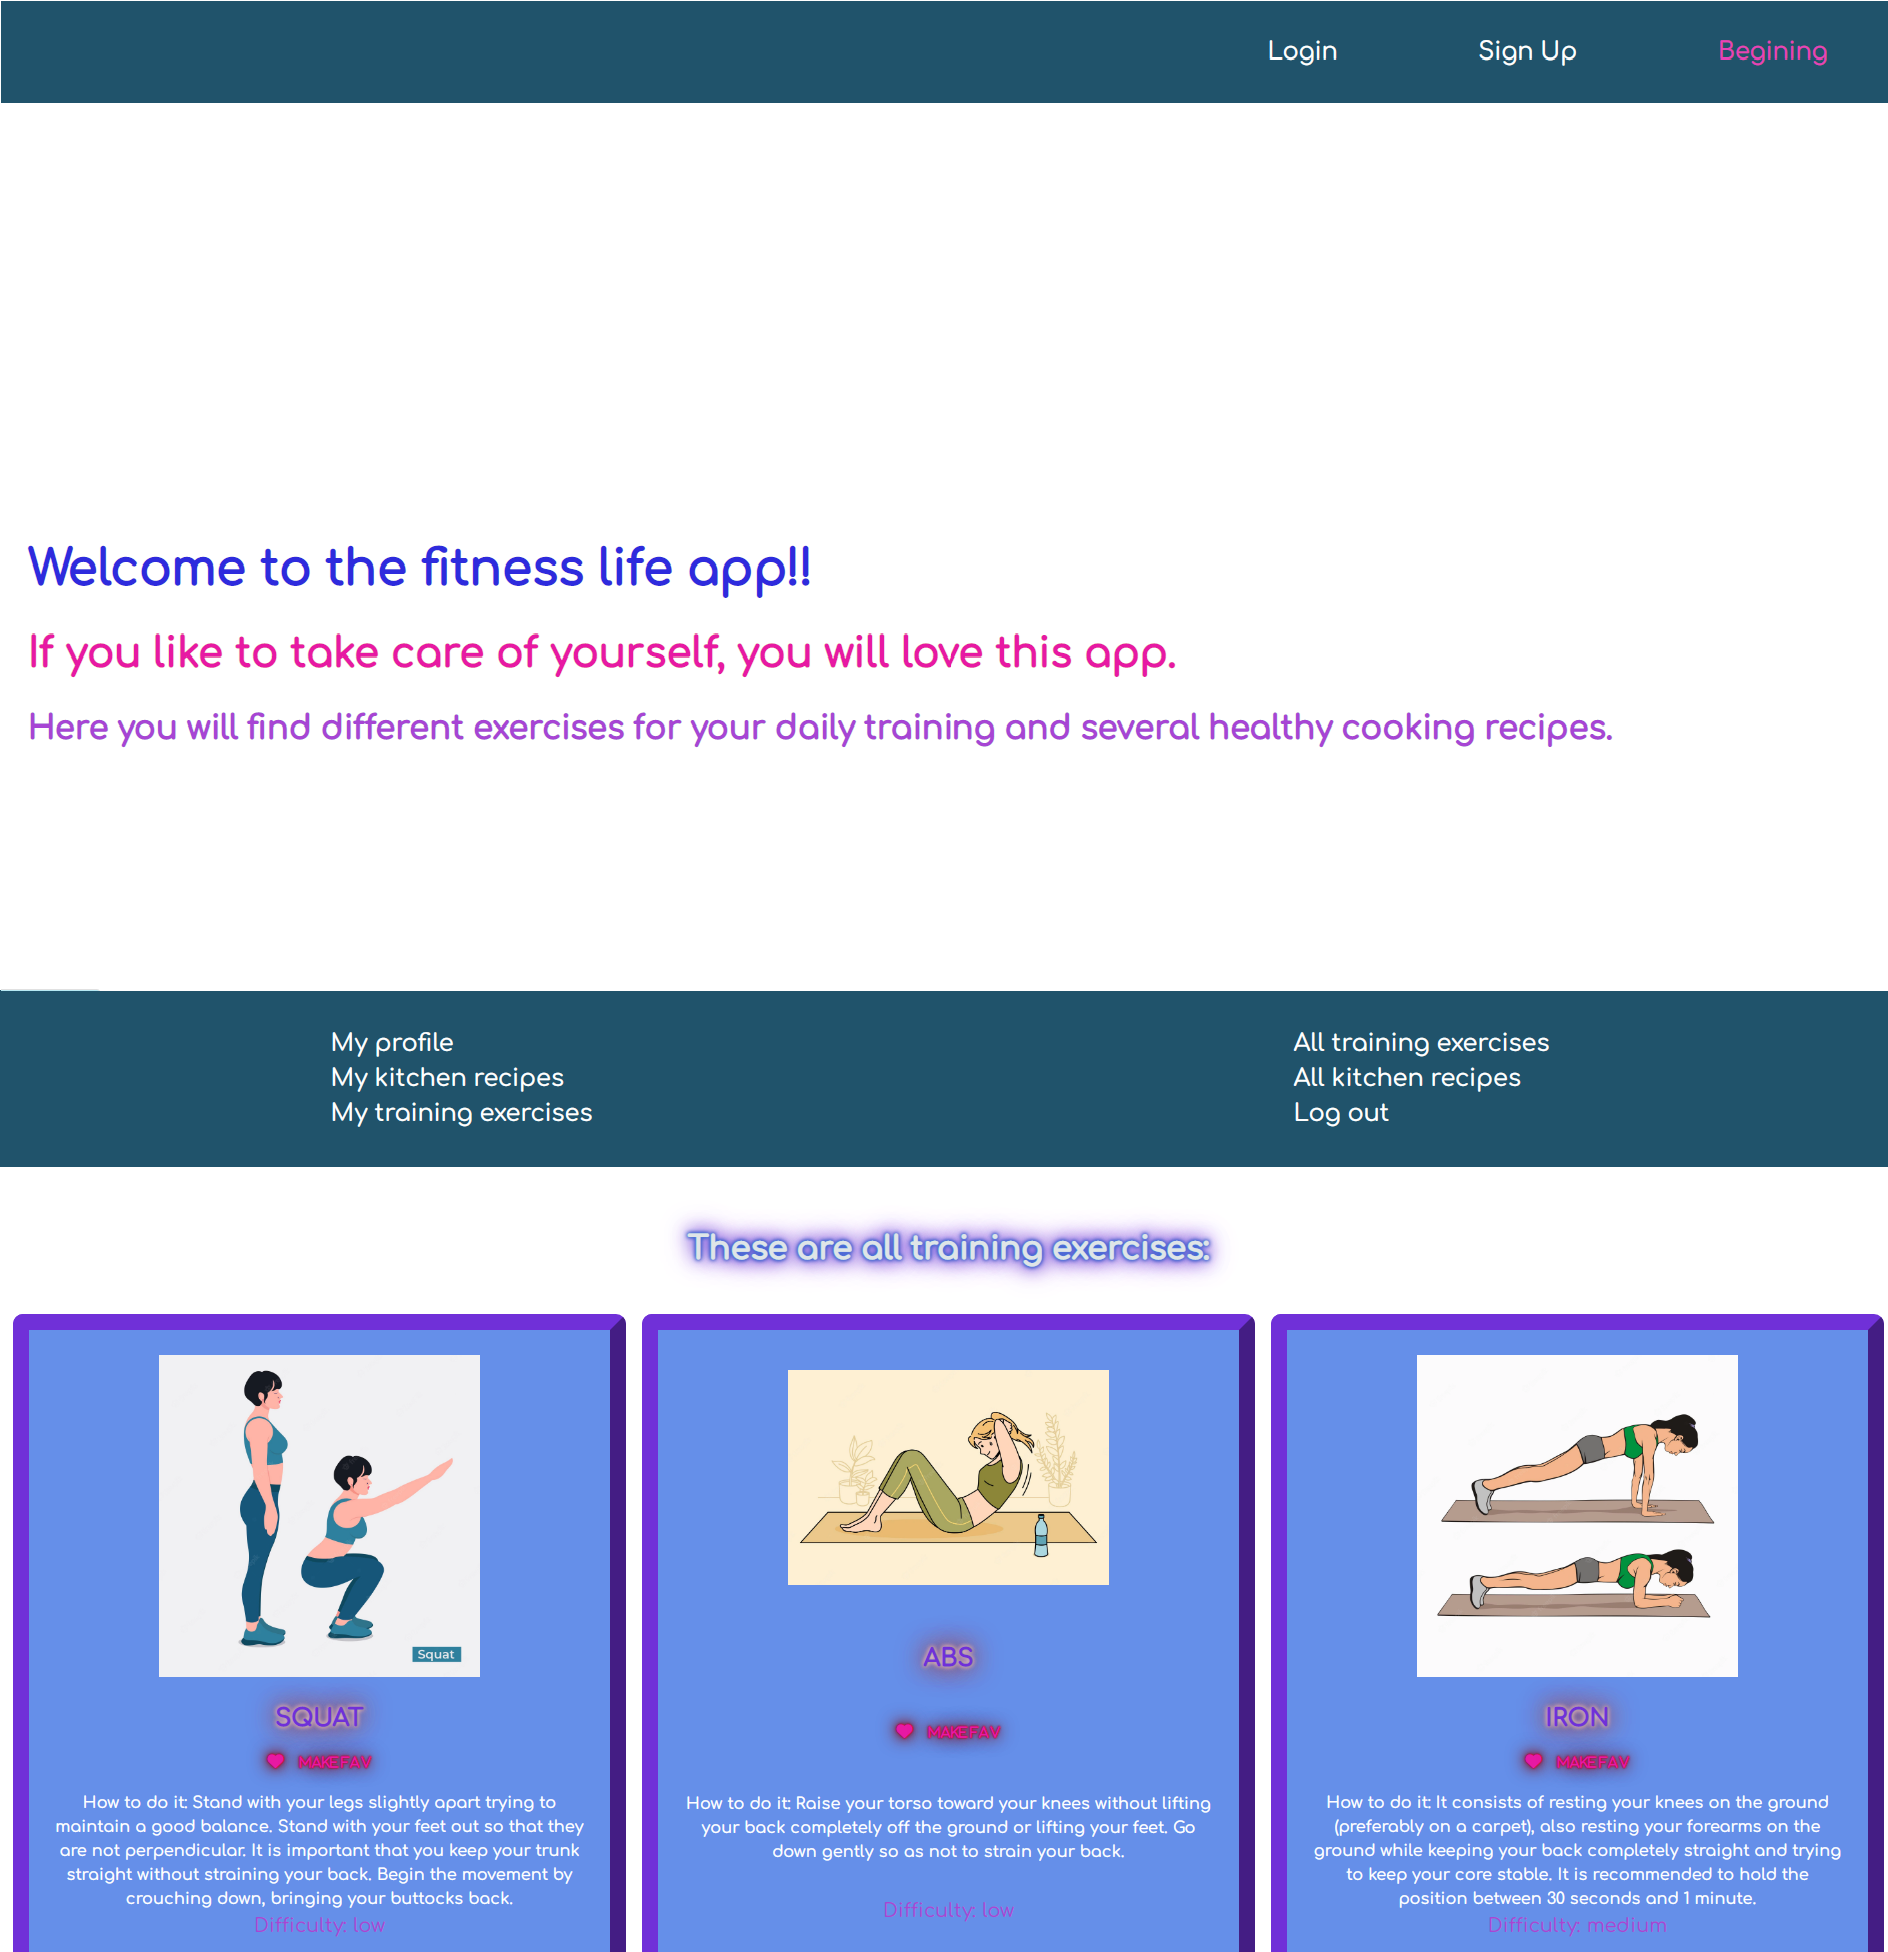 Login
Sign Up
Begining
Welcome to the fitness life app!!
If you like to take care of yourself, you will love this app.
Here you will find different exercises for your daily training and several healthy cooking recipes.
My profile
My kitchen recipes
My training exercises
All training exercises
All kitchen recipes
Log out
These are all training exercises:
Squat
SQUAT
MAKE FAV
How to do it: Stand with your legs slightly apart trying to
maintain a good balance. Stand with your feet out so that they
are not perpendicular. It is important that you keep your trunk
straight without straining your back. Begin the movement by
crouching down, bringing your buttocks back.
Difficulty: low
ABS
MAKE FAV
How to do it: Raise your torso toward your knees without lifting
your back completely off the ground or lifting your feet. Go
down gently so as not to strain your back.
Difficulty: low
IRON
MAKE FAV
How to do it: It consists of resting your knees on the ground
(preferably on a carpet), also resting your forearms on the
ground while keeping your back completely straight and trying
to keep your core stable. It is recommended to hold the
position between 30 seconds and 1 minute.
Difficulty: medium